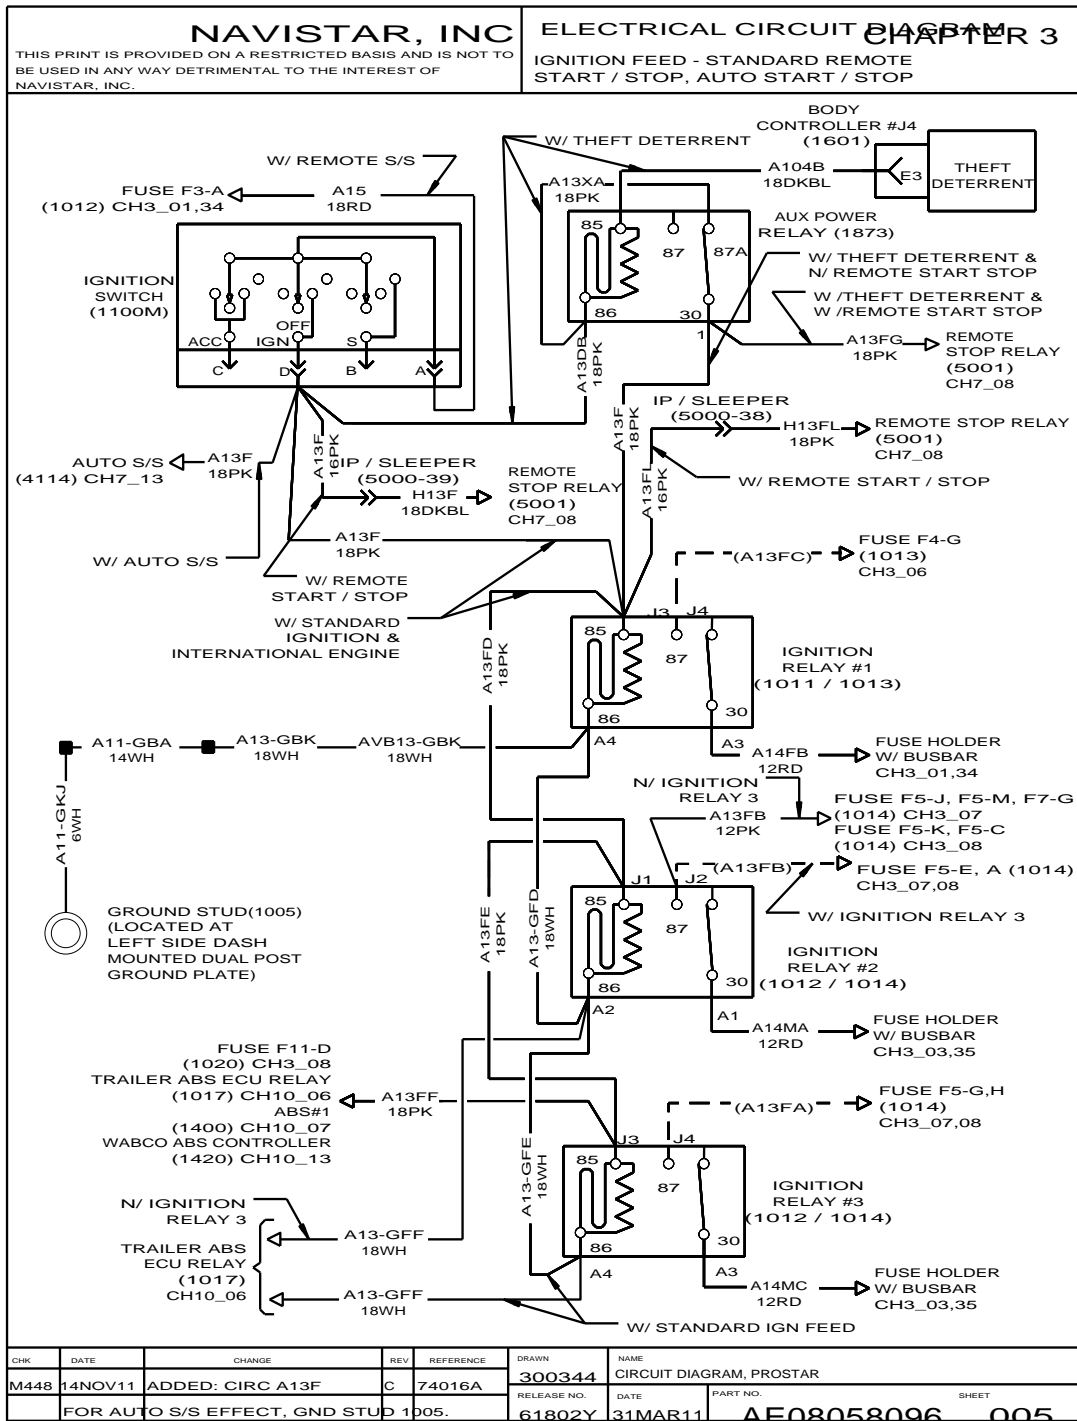 NAVISTAR, INC
THIS PRINT IS PROVIDED ON A RESTRICTED BASIS AND IS NOT TO
BE USED IN ANY WAY DETRIMENTAL TO THE INTEREST OF
NAVISTAR, INC.
ELECTRICAL CIRCUIT DIAGRAM
CHAPTER 3
IGNITION FEED - STANDARD REMOTE
START / STOP, AUTO START / STOP
BODY
CONTROLLER #J4
(1601)
W/ THEFT DETERRENT
W/ REMOTE S/S
A104B
18DKBL
E3
THEFT
DETERRENT
FUSE F3-A
(1012) CH3_01,34
A15
18RD
A13XA
18PK
85
87
87A
86
30
1
AUX POWER
RELAY (1873)
W/ THEFT DETERRENT &
N/ REMOTE START STOP
W /THEFT DETERRENT &
W /REMOTE START STOP
IGNITION
SWITCH
(1100M)
OFF
ACC
IGN
S
C
D
B
A
A13DB
18PK
A13FG
18PK
REMOTE
STOP RELAY
(5001)
CH7_08
IP / SLEEPER
(5000-38)
A13F
18PK
H13FL
18PK
REMOTE STOP RELAY
(5001)
CH7_08
A13FL
16PK
W/ REMOTE START / STOP
AUTO S/S
(4114) CH7_13
A13F
18PK
A13F
16PK
IP / SLEEPER
(5000-39)
H13F
18DKBL
REMOTE
STOP RELAY
(5001)
CH7_08
A13F
18PK
W/ AUTO S/S
W/ REMOTE
START / STOP
W/ STANDARD
IGNITION &
INTERNATIONAL ENGINE
(A13FC)
FUSE F4-G
(1013)
CH3_06
A13FD
18PK
J3
J4
85
87
86
30
A4
A3
IGNITION
RELAY #1
(1011 / 1013)
A11-GBA
14WH
A13-GBK
18WH
AVB13-GBK
18WH
A14FB
12RD
FUSE HOLDER
W/ BUSBAR
CH3_01,34
A11-GKJ
6WH
N/ IGNITION
RELAY 3
A13FB
12PK
FUSE F5-J, F5-M, F7-G
(1014) CH3_07
FUSE F5-K, F5-C
(1014) CH3_08
(A13FB)
FUSE F5-E, A (1014)
CH3_07,08
W/ IGNITION RELAY 3
GROUND STUD(1005)
(LOCATED AT
LEFT SIDE DASH
MOUNTED DUAL POST
GROUND PLATE)
A13FE
18PK
A13-GFD
18WH
J1
J2
85
87
86
30
A2
A1
IGNITION
RELAY #2
(1012 / 1014)
A14MA
12RD
FUSE HOLDER
W/ BUSBAR
CH3_03,35
FUSE F11-D
(1020) CH3_08
TRAILER ABS ECU RELAY
(1017) CH10_06
ABS#1
(1400) CH10_07
WABCO ABS CONTROLLER
(1420) CH10_13
A13FF
18PK
(A13FA)
FUSE F5-G,H
(1014)
CH3_07,08
A13-GFE
18WH
J3
J4
85
87
86
30
A4
A3
IGNITION
RELAY #3
(1012 / 1014)
N/ IGNITION
RELAY 3
A13-GFF
18WH
TRAILER ABS
ECU RELAY
(1017)
CH10_06
A13-GFF
18WH
A14MC
12RD
FUSE HOLDER
W/ BUSBAR
CH3_03,35
W/ STANDARD IGN FEED
CHK DATE CHANGE REV REFERENCE
M448 14NOV11 ADDED: CIRC A13F C 74016A
FOR AUTO S/S EFFECT, GND STUD 1005.
DRAWN
300344
NAME
CIRCUIT DIAGRAM, PROSTAR
RELEASE NO.
61802Y
DATE
31MAR11
PART NO.
AE08058096
SHEET
005